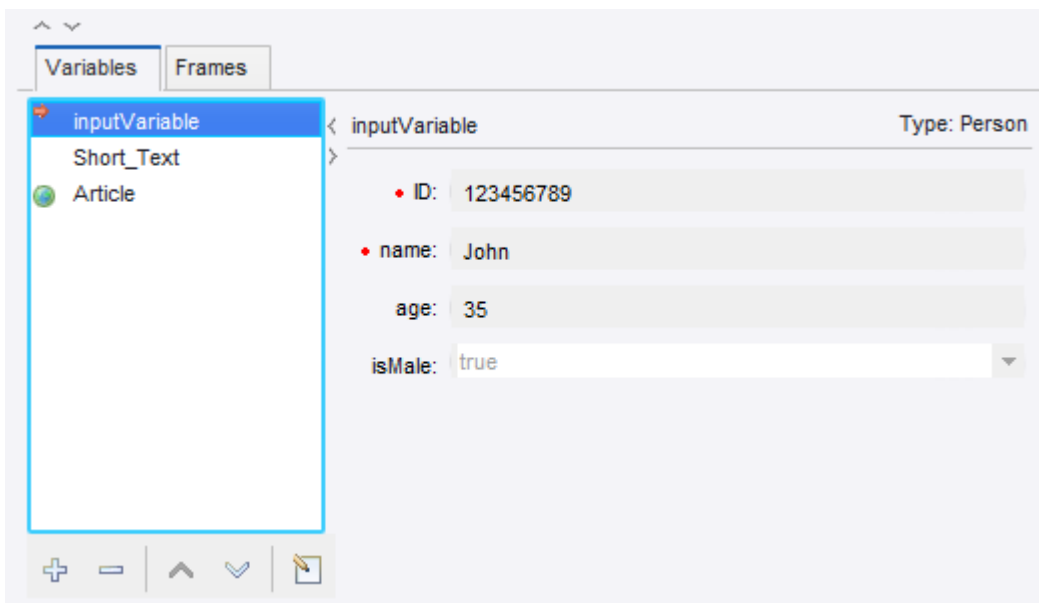 Variables Frames
inputVariable
Short_Text
Article
inputVariable Type: Person
ID: 123456789
name: John
age: 35
isMale: true